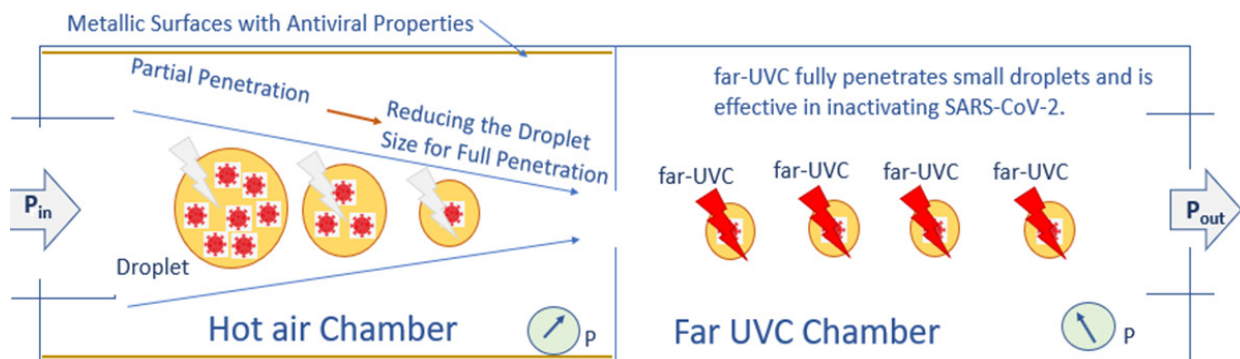 Metallic Surfaces with Antiviral Properties
Partial Penetration
Reducing the Droplet
Size for Full Penetration
far-UVC fully penetrates small droplets and is
effective in inactivating SARS-CoV-2.
far-UVC
far-UVC
far-UVC
far-UVC
Pin
Pout
Droplet
Hot air Chamber
P
Far UVC Chamber
P